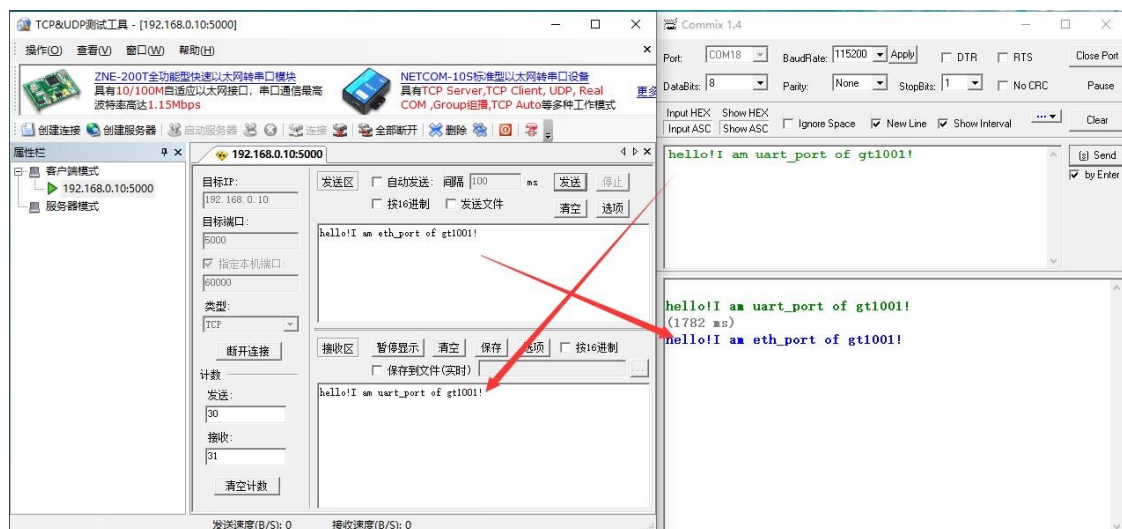 TCP&UDP测试工具 - [192.168.0.10:5000]
操作(O) 查看(V) 窗口(W) 帮助(H)
ZNE-200T全功能型快速以太网转串口模块
具有10/100M自适应以太网接口，串口通信最高
波特率高达1.15Mbps
NETCOM-10S标准型以太网转串口设备
具有TCP Server,TCP Client, UDP, Real
COM ,Group组播,TCP Auto等多种工作模式
更多
创建连接 创建服务器 启动服务器 连接 全部断开 删除
属性栏
客户端模式
192.168.0.10:5000
服务器模式
192.168.0.10:5000
目标IP:
192.168.0.10
目标端口:
5000
指定本机端口:
60000
类型:
TCP
断开连接
计数
发送:
30
接收:
31
清空计数
发送区 自动发送: 间隔 100 ms 发送 停止
按16进制 发送文件 清空 选项
hello!I am eth_port of gt1001!
接收区 暂停显示 清空 保存 选项 按16进制
保存到文件(实时) ...
hello!I am uart_port of gt1001!
发送速度(B/S): 0 接收速度(B/S): 0
Commix 1.4
Port: COM18 BaudRate: 115200 Apply DTR RTS Close Port
DataBits: 8 Parity: None StopBits: 1 No CRC Pause
Input HEX Show HEX
Input ASC Show ASC Ignore Space New Line Show Interval ... Clear
hello!I am uart_port of gt1001!
(s) Send
by Enter
hello!I am uart_port of gt1001!
(1782 ms)
hello!I am eth_port of gt1001!